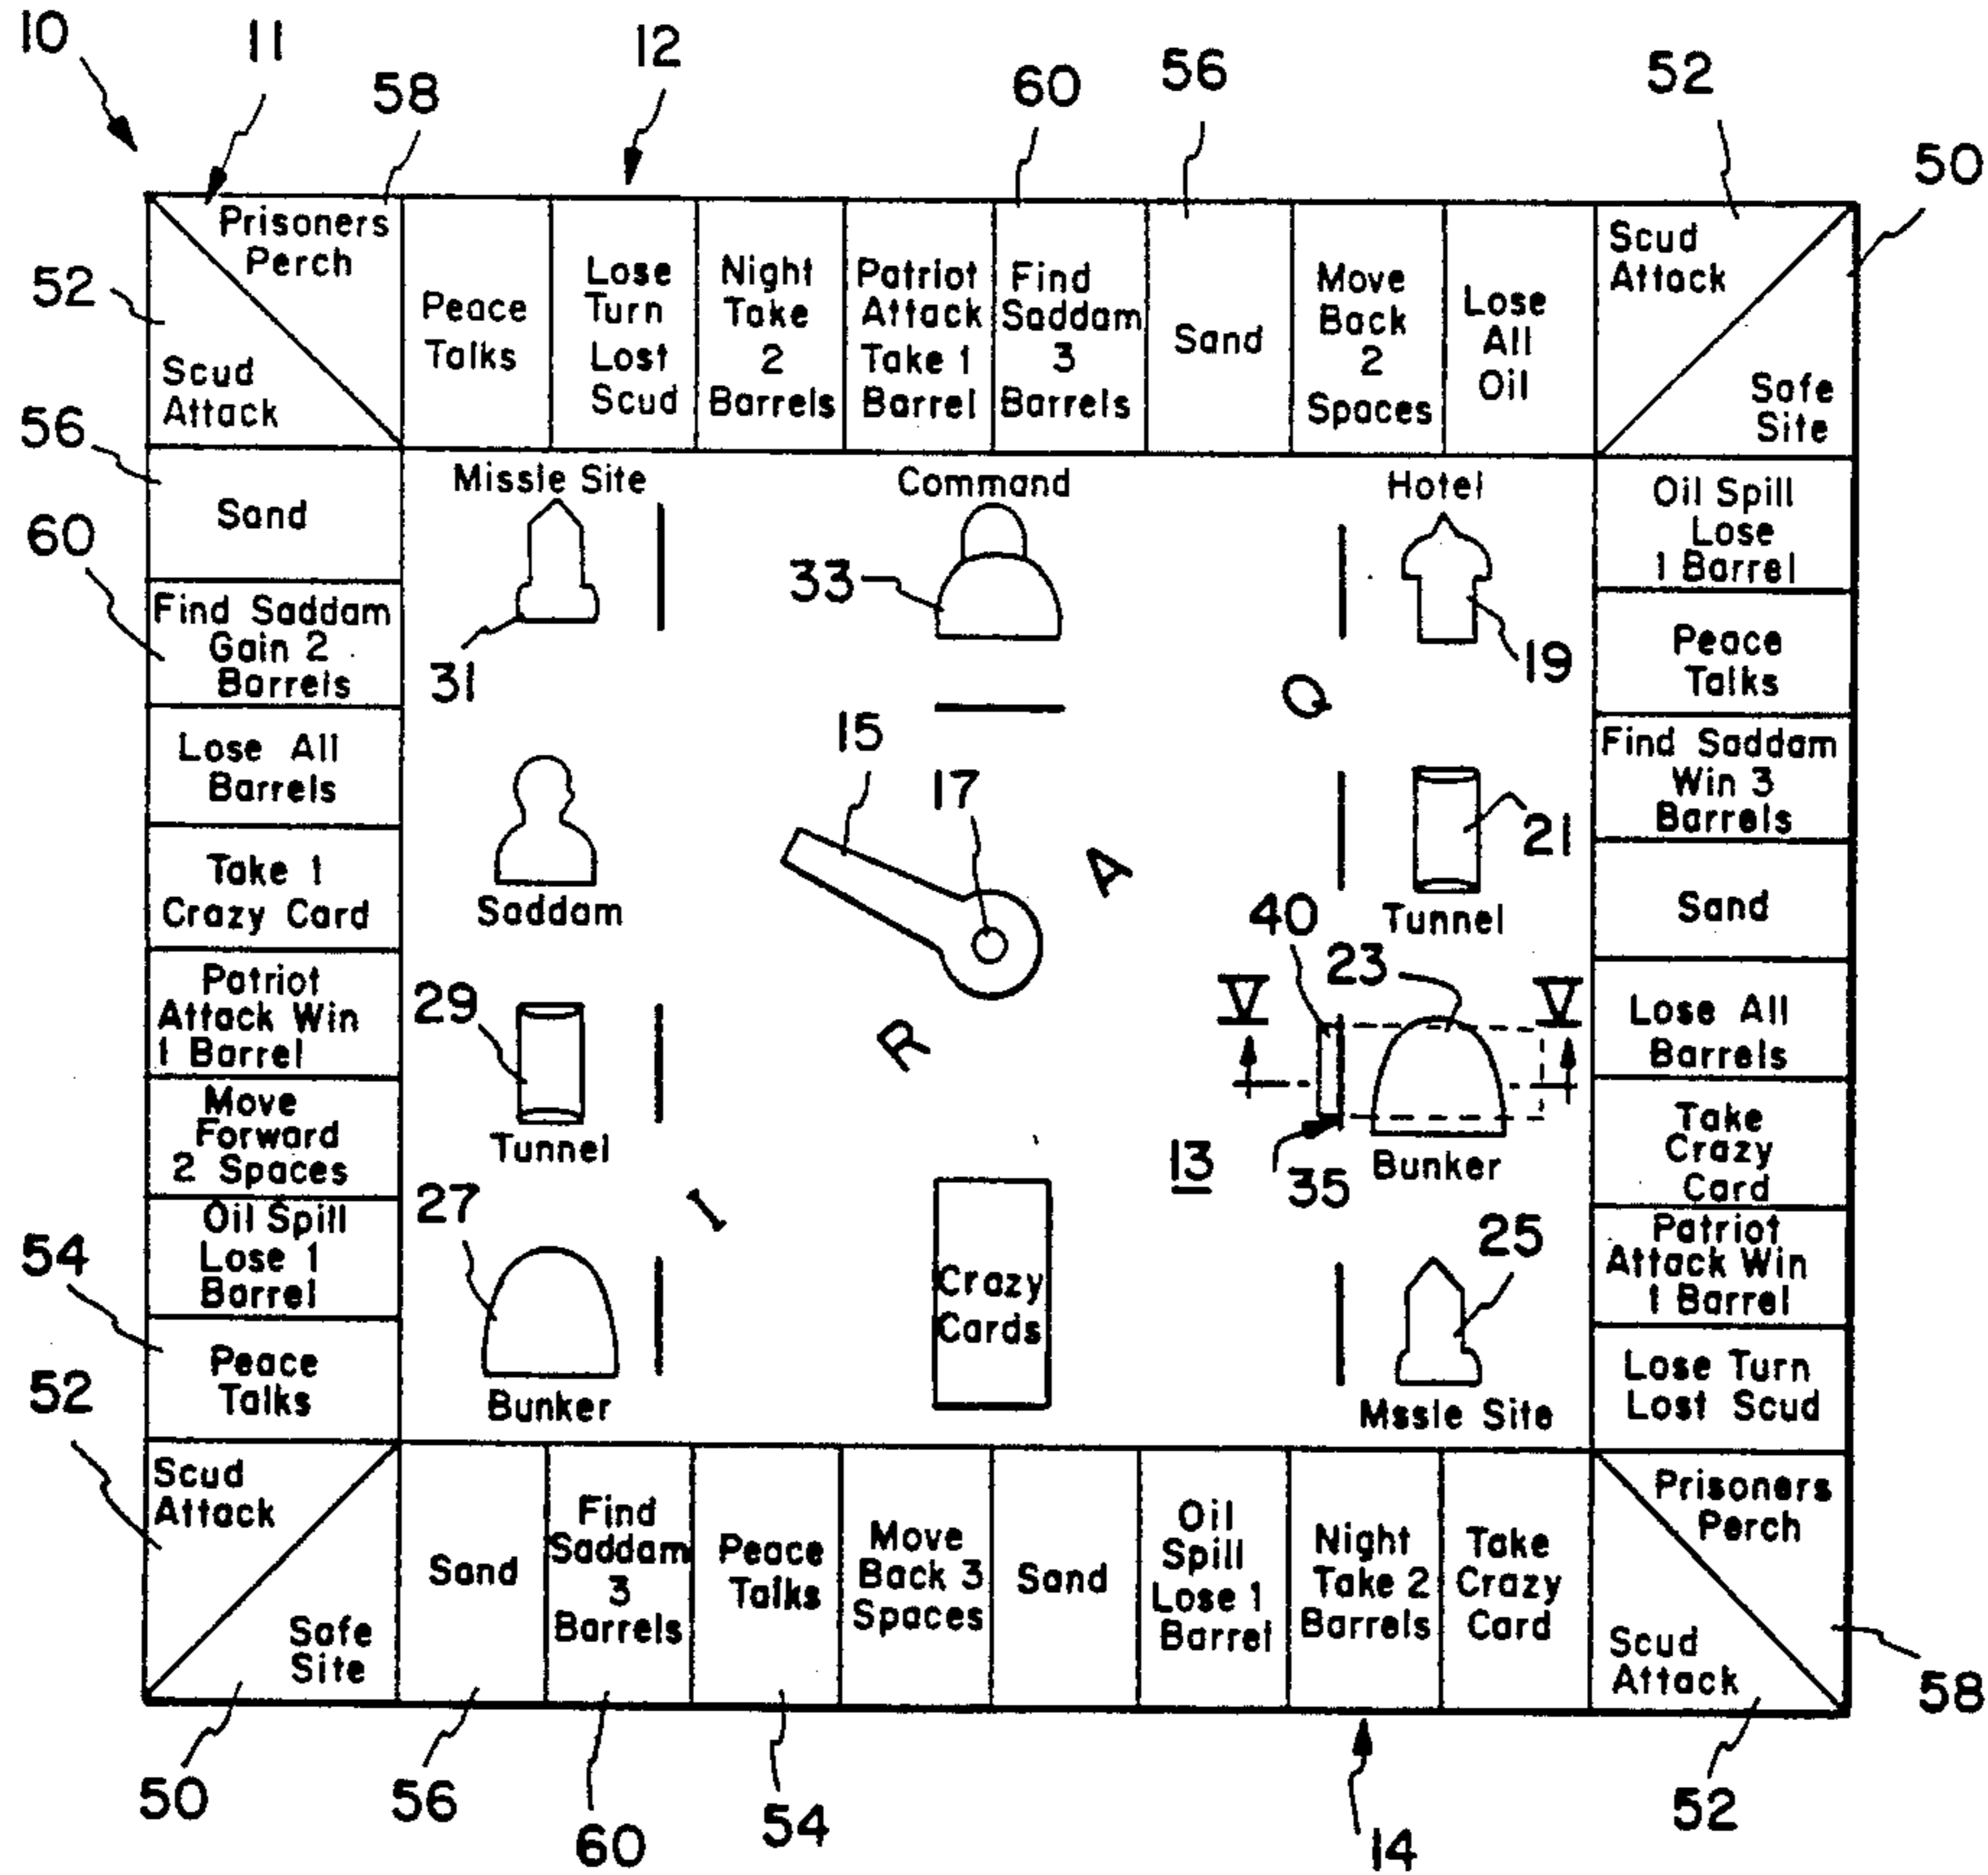 10
11
12
58
60
56
52
50
Prisoners
Perch
Scud
Attack
52
Peace
Talks
Lose
Turn
Lost
Scud
Night
Take
2
Barrels
Patriot
Attack
Take 1
Barrel
Find
Saddam
3
Barrels
Sand
Move
Back
2
Spaces
Lose
All
Oil
Scud
Attack
Safe
Site
56
Sand
60
Find Saddam
Gain 2
Barrels
Lose All
Barrels
Take 1
Crazy Card
Patriot
Attack Win
1 Barrel
Move
Forward
2 Spaces
Oil Spill
Lose 1
Barrel
54
Peace
Talks
52
Missle Site
31
Command
33
Hotel
19
Saddam
15
17
21
Tunnel
29
Tunnel
40
23
V
V
35
Bunker
13
27
Bunker
25
Mssle Site
Crazy
Cards
I
R
A
Q
Oil Spill
Lose
1 Barrel
Peace
Talks
Find Saddam
Win 3
Barrels
Sand
Lose All
Barrels
Take
Crazy
Card
Patriot
Attack Win
1 Barrel
Lose Turn
Lost Scud
Scud
Attack
Safe
Site
Sand
Find
Saddam
3
Barrels
Peace
Talks
Move
Back 3
Spaces
Sand
Oil
Spill
Lose 1
Barrel
Night
Take 2
Barrels
Take
Crazy
Card
Prisoners
Perch
Scud
Attack
58
50
56
60
54
14
52